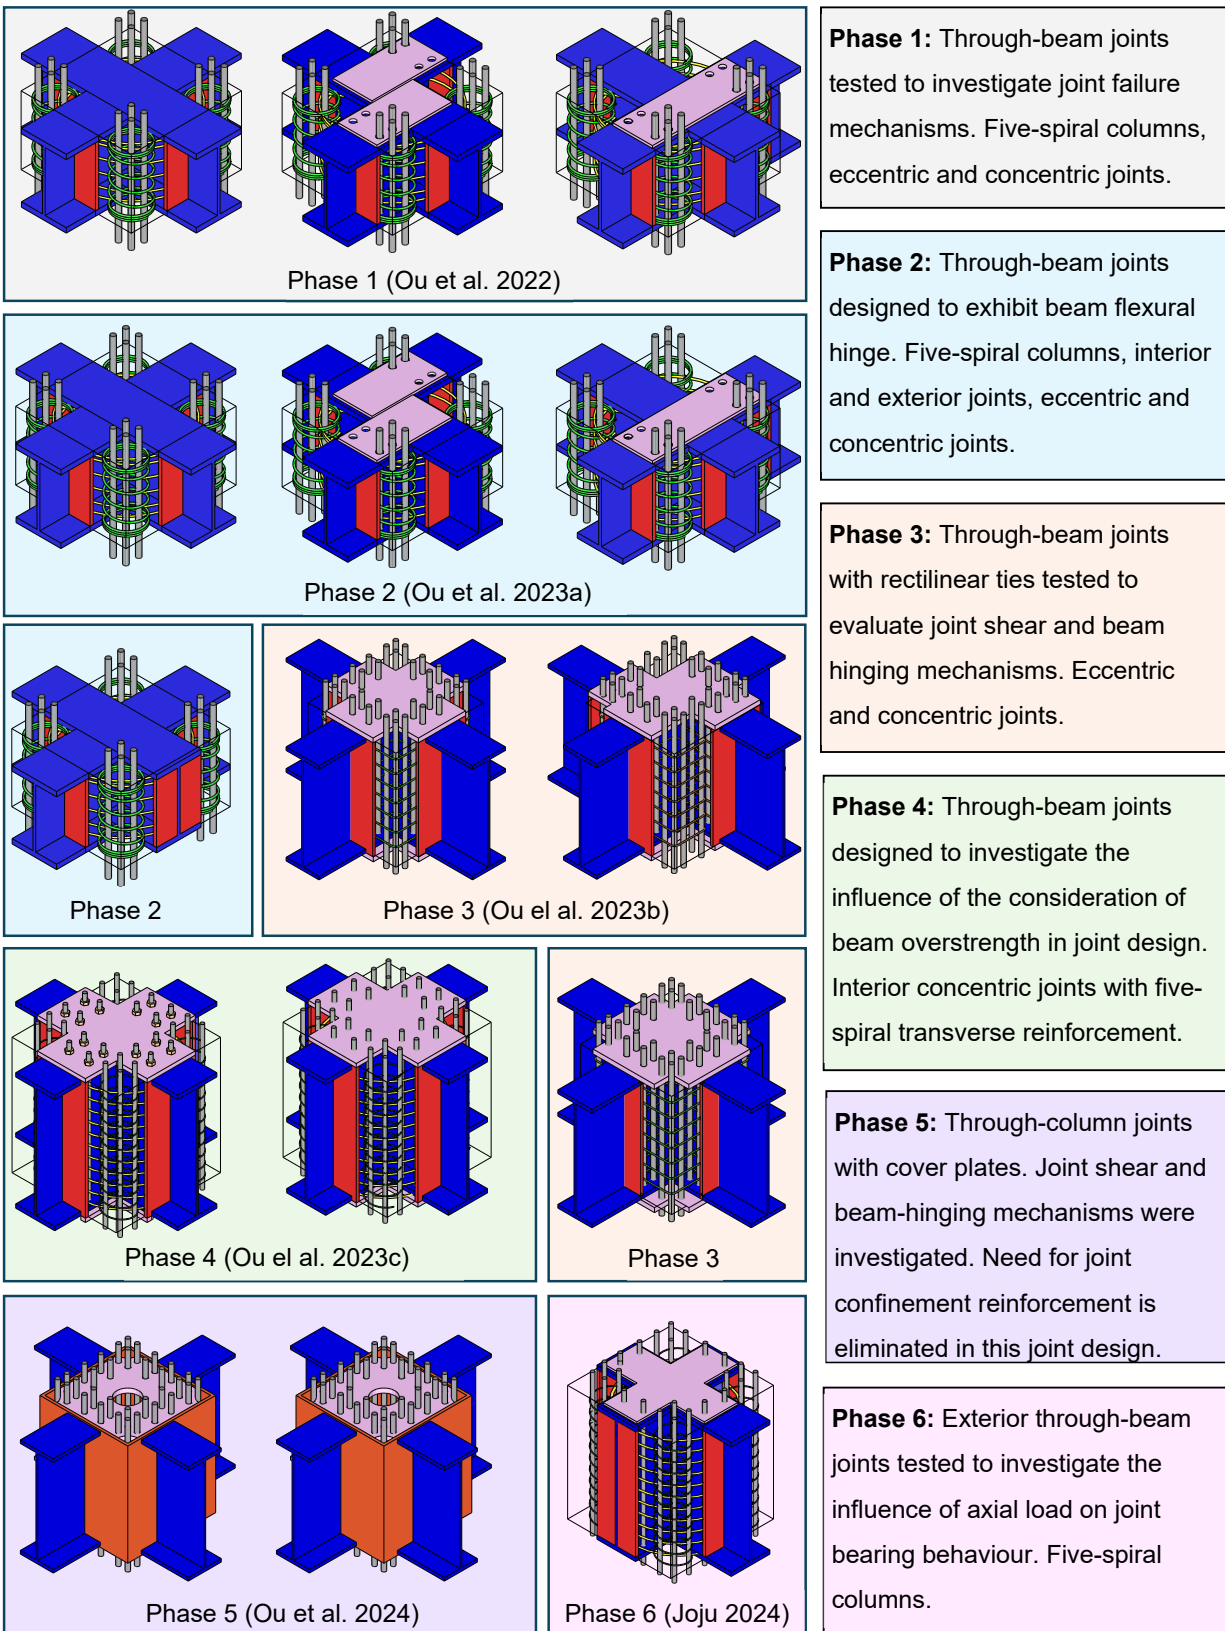 Phase 1 (Ou et al. 2022)
Phase 2 (Ou et al. 2023a)
Phase 2
Phase 3 (Ou el al. 2023b)
Phase 4 (Ou el al. 2023c)
Phase 3
Phase 5 (Ou et al. 2024)
Phase 6 (Joju 2024)
Phase 1: Through-beam joints
tested to investigate joint failure
mechanisms. Five-spiral columns,
eccentric and concentric joints.
Phase 2: Through-beam joints
designed to exhibit beam flexural
hinge. Five-spiral columns, interior
and exterior joints, eccentric and
concentric joints.
Phase 3: Through-beam joints
with rectilinear ties tested to
evaluate joint shear and beam
hinging mechanisms. Eccentric
and concentric joints.
Phase 4: Through-beam joints
designed to investigate the
influence of the consideration of
beam overstrength in joint design.
Interior concentric joints with five-
spiral transverse reinforcement.
Phase 5: Through-column joints
with cover plates. Joint shear and
beam-hinging mechanisms were
investigated. Need for joint
confinement reinforcement is
eliminated in this joint design.
Phase 6: Exterior through-beam
joints tested to investigate the
influence of axial load on joint
bearing behaviour. Five-spiral
columns.